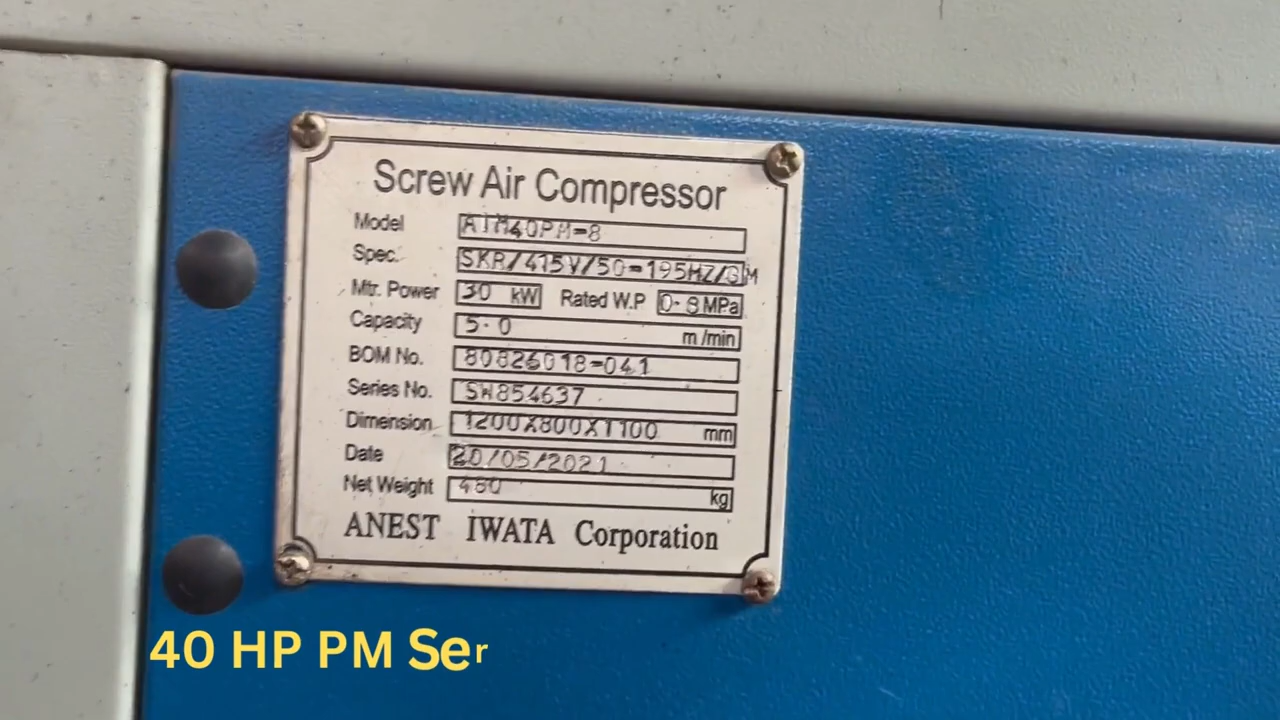 Screw Air Compressor
Model AIM40PM-8
Spec. SKR/415V/50-195HZ/GM
Mtr. Power 30 kW Rated W.P 0.8 MPa
Capacity 5.0 m /min
BOM No. 80826018-041
Series No. SW854637
Dimension 1200X800X1100 mm
Date 20/05/2021
Net Weight 480 kg
ANEST IWATA Corporation
40 HP PM Ser